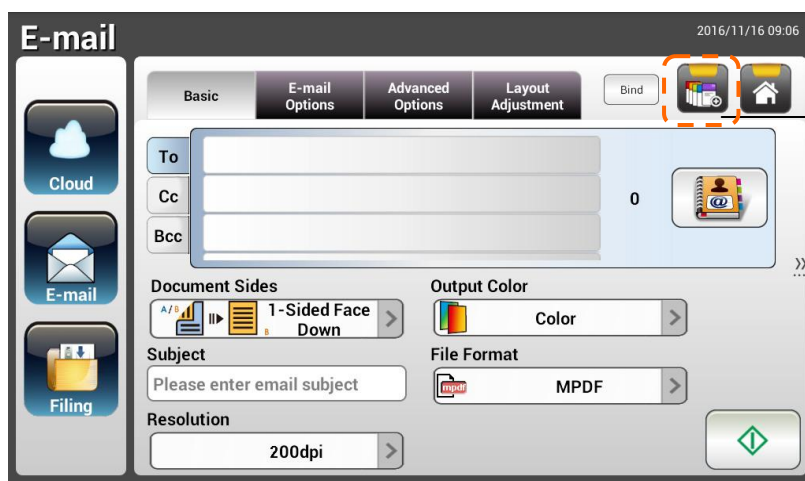 E-mail
2016/11/16 09:06
Basic
E-mail
Options
Advanced
Options
Layout
Adjustment
Bind
Cloud
E-mail
Filing
To
Cc
Bcc
0
@
Document Sides
A/B
B
1-Sided Face
Down
Output Color
Color
Subject
Please enter email subject
File Format
mpdf
MPDF
Resolution
200dpi